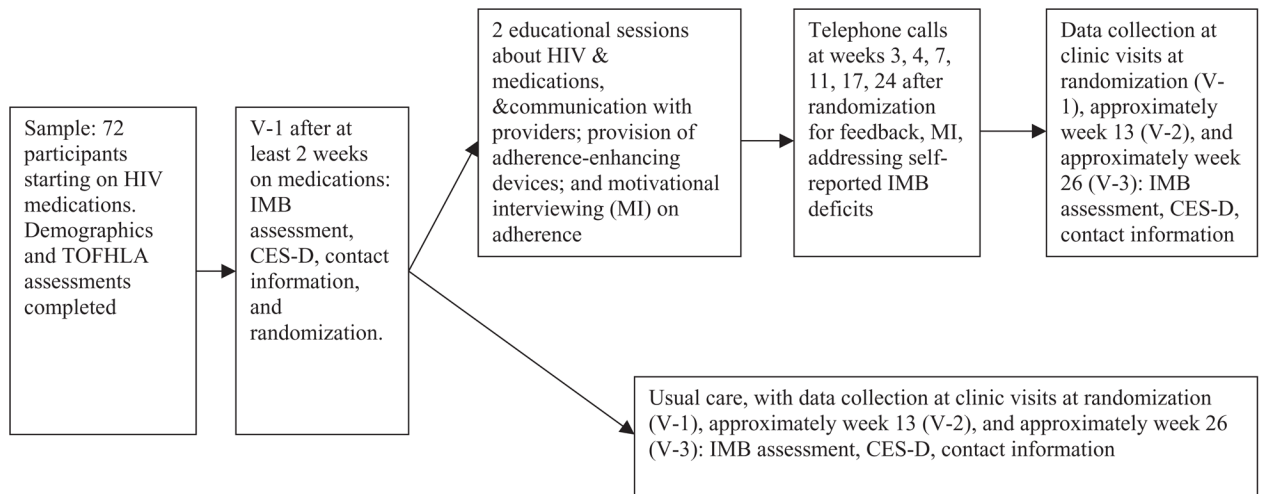 Sample: 72
participants
starting on HIV
medications.
Demographics
and TOFHLA
assessments
completed
V-1 after at
least 2 weeks
on medications:
IMB
assessment,
CES-D, contact
information,
and
randomization.
2 educational sessions
about HIV &
medications,
&communication with
providers; provision of
adherence-enhancing
devices; and motivational
interviewing (MI) on
adherence
Telephone calls
at weeks 3, 4, 7,
11, 17, 24 after
randomization
for feedback, MI,
addressing self-
reported IMB
deficits
Data collection at
clinic visits at
randomization (V-
1), approximately
week 13 (V-2), and
approximately week
26 (V-3): IMB
assessment, CES-D,
contact information
Usual care, with data collection at clinic visits at randomization
(V-1), approximately week 13 (V-2), and approximately week 26
(V-3): IMB assessment, CES-D, contact information